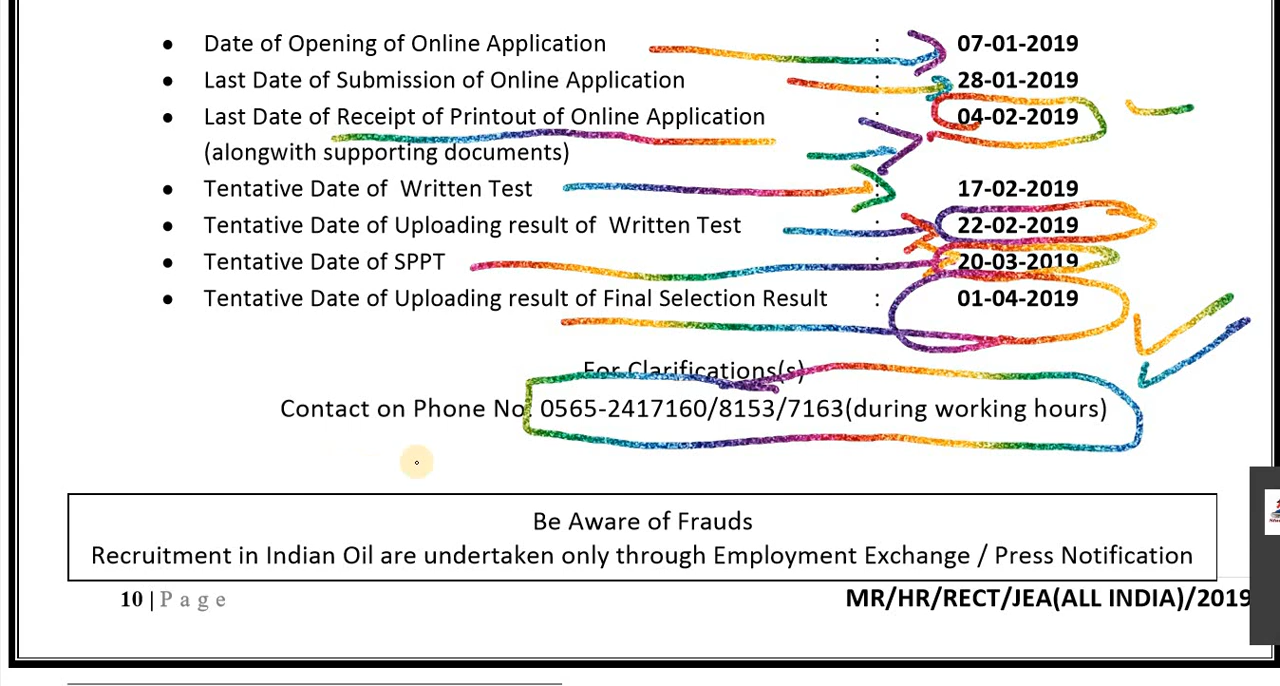 • Date of Opening of Online Application : 07-01-2019
• Last Date of Submission of Online Application : 28-01-2019
• Last Date of Receipt of Printout of Online Application : 04-02-2019
(alongwith supporting documents)
• Tentative Date of Written Test : 17-02-2019
• Tentative Date of Uploading result of Written Test : 22-02-2019
• Tentative Date of SPPT : 20-03-2019
• Tentative Date of Uploading result of Final Selection Result : 01-04-2019
For Clarifications(s)
Contact on Phone No. 0565-2417160/8153/7163(during working hours)
Be Aware of Frauds
Recruitment in Indian Oil are undertaken only through Employment Exchange / Press Notification
10 | Page
MR/HR/RECT/JEA(ALL INDIA)/2019